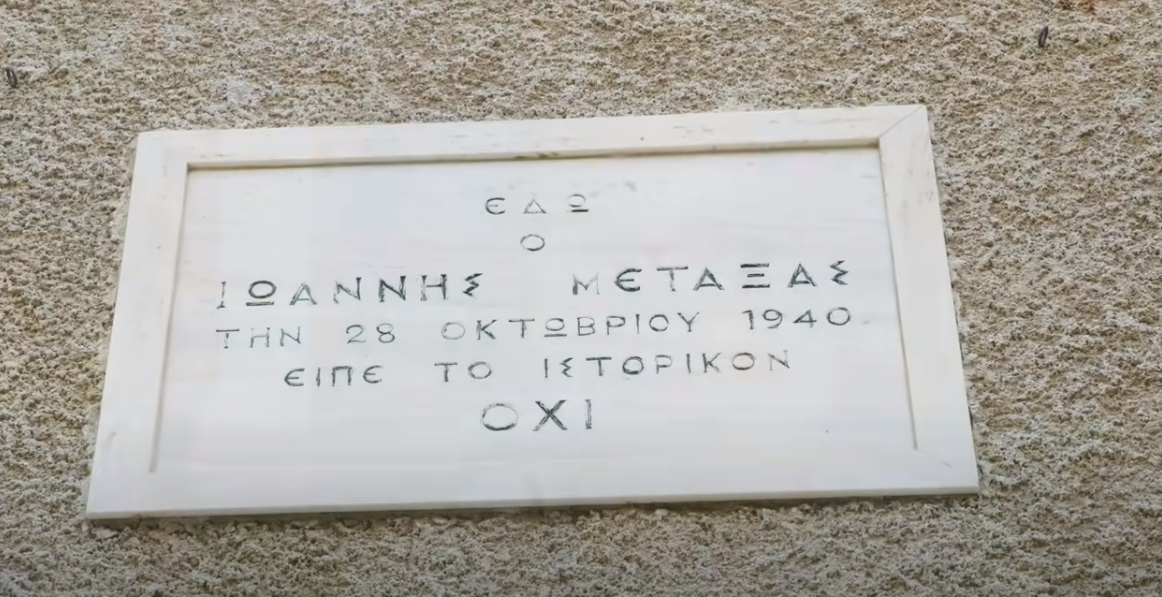 ΕΔΩ
Ο
ΙΩΑΝΝΗΣ ΜΕΤΑΞΑΣ
ΤΗΝ 28 ΟΚΤΩΒΡΙΟΥ 1940
ΕΙΠΕ ΤΟ ΙΣΤΟΡΙΚΟΝ
ΟΧΙ